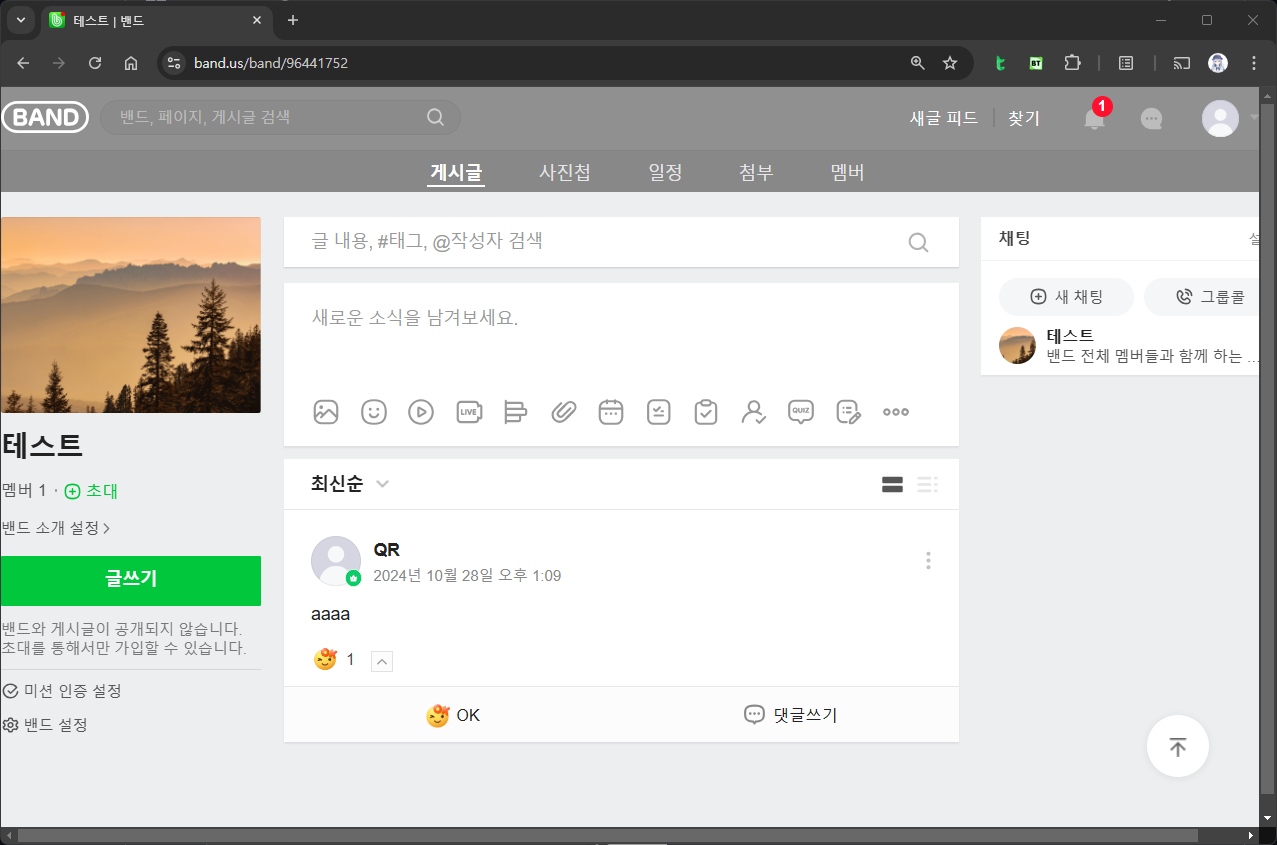 테스트 | 밴드
band.us/band/96441752
BT
BAND
밴드, 페이지, 게시글 검색
새글 피드
찾기
1
게시글
사진첩
일정
첨부
멤버
글 내용, #태그, @작성자 검색
채팅
새로운 소식을 남겨보세요.
새 채팅
그룹콜
테스트
밴드 전체 멤버들과 함께 하는 ...
LIVE
QUIZ
테스트
멤버 1 · 초대
밴드 소개 설정
글쓰기
밴드와 게시글이 공개되지 않습니다.
초대를 통해서만 가입할 수 있습니다.
미션 인증 설정
밴드 설정
최신순
QR
2024년 10월 28일 오후 1:09
aaaa
1
OK
댓글쓰기